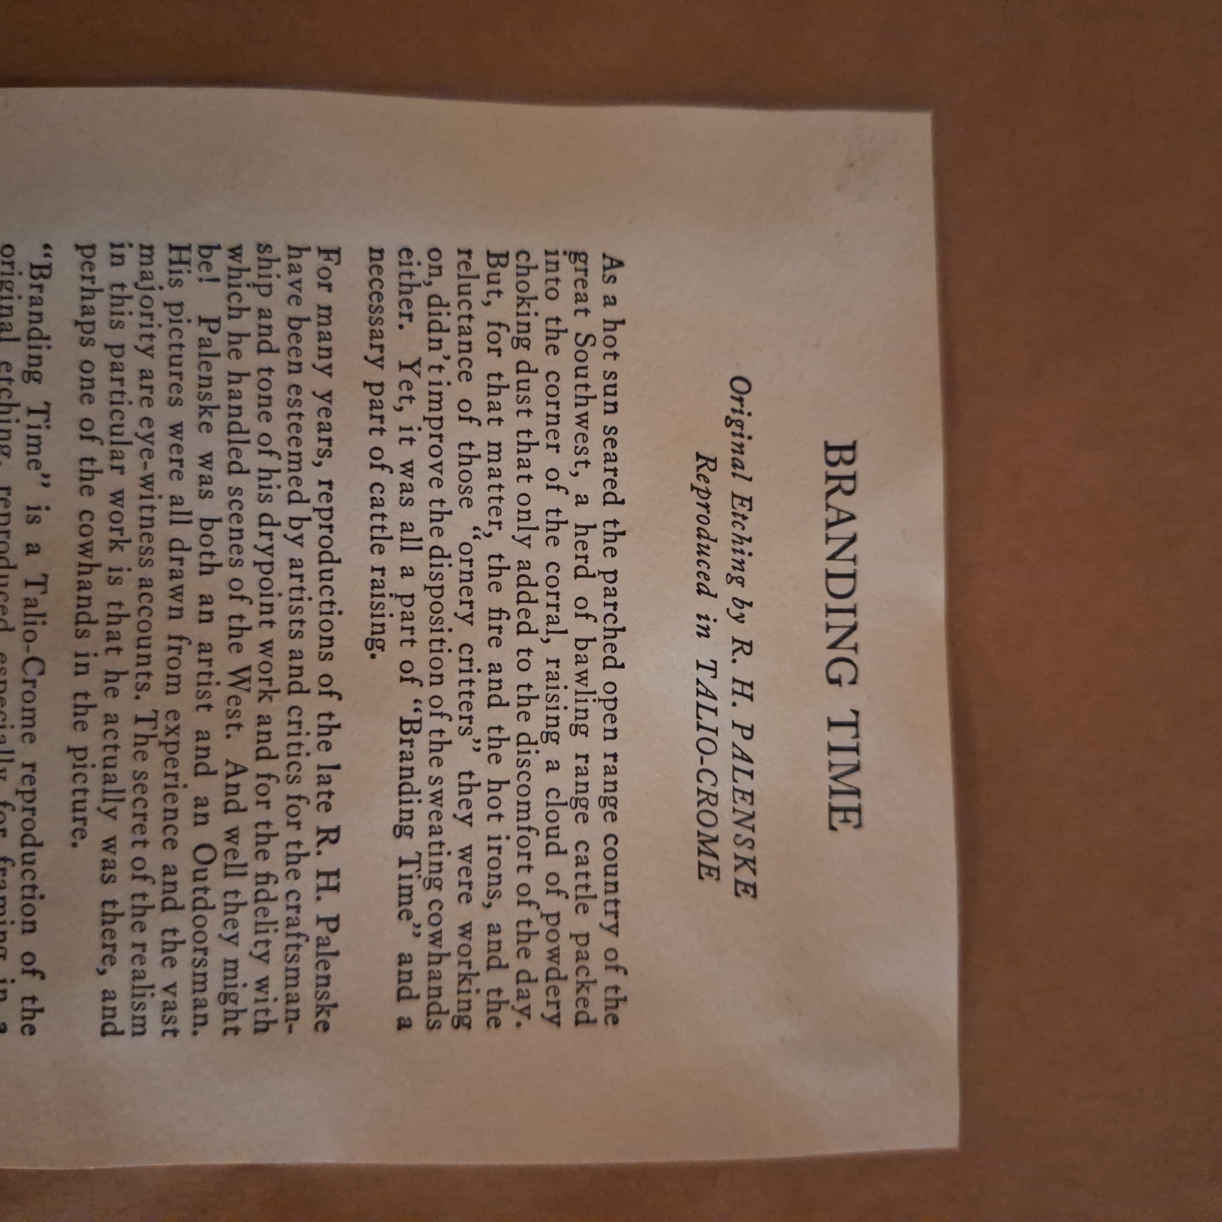 BRANDING TIME
Original Etching by R. H. PALENSKE
Reproduced in TALIO-CROME
As a hot sun seared the parched open range country of the
great Southwest, a herd of bawling range cattle packed
into the corner of the corral, raising a cloud of powdery
choking dust that only added to the discomfort of the day.
But, for that matter, the fire and the hot irons, and the
reluctance of those “ornery critters” they were working
on, didn't improve the disposition of the sweating cowhands
either. Yet, it was all a part of “Branding Time” and a
necessary part of cattle raising.
For many years, reproductions of the late R. H. Palenske
have been esteemed by artists and critics for the craftsman-
ship and tone of his drypoint work and for the fidelity with
which he handled scenes of the West. And well they might
be! Palenske was both an artist and an Outdoorsman.
His pictures were all drawn from experience and the vast
majority are eye-witness accounts. The secret of the realism
in this particular work is that he actually was there, and
perhaps one of the cowhands in the picture.
“Branding Time” is a Talio-Crome reproduction of the
original etching, reproduced especially for framing in a